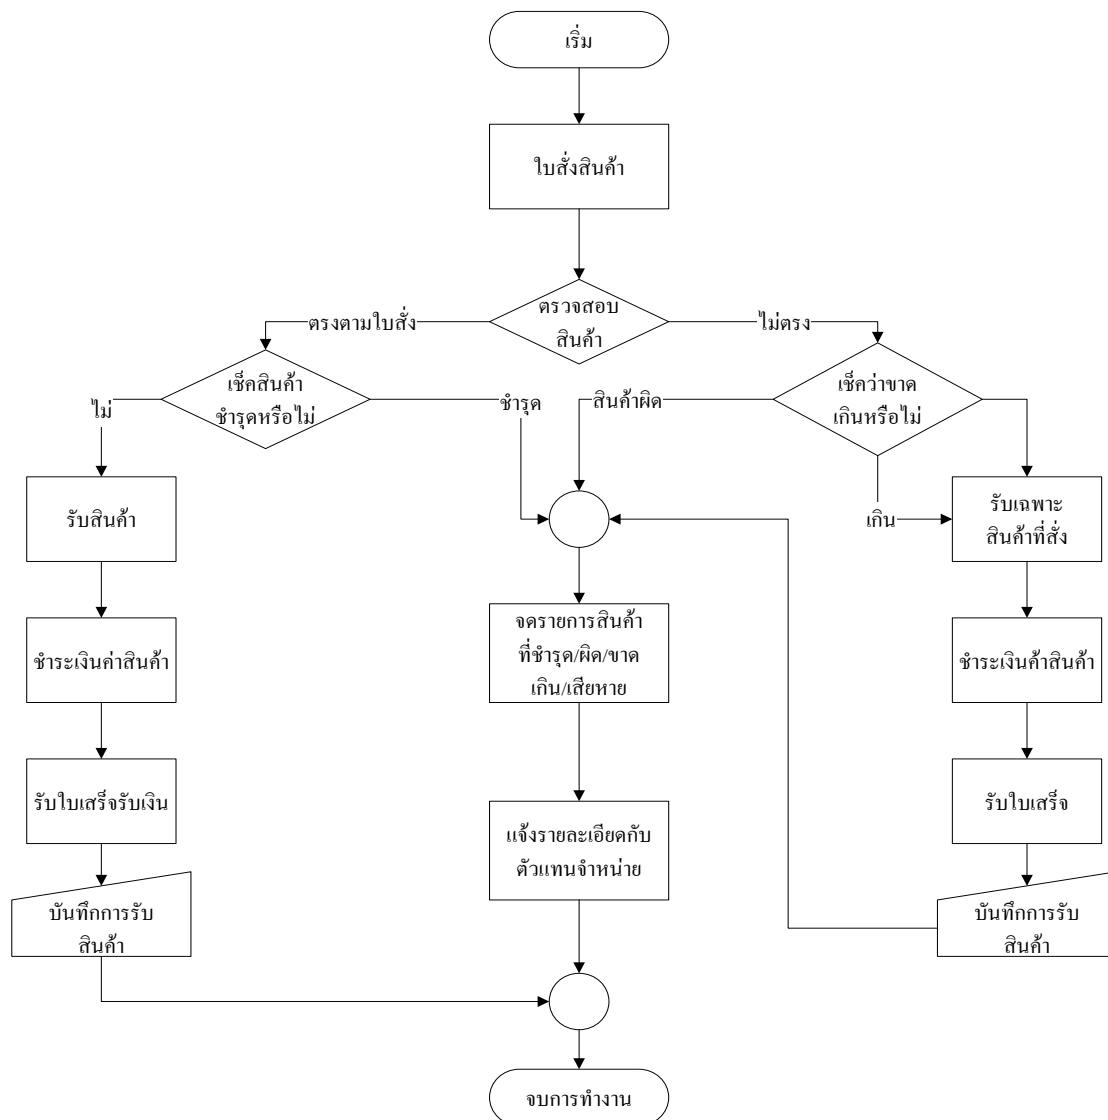 เริ่ม
ใบสั่งสินค้า
ตรวจสอบ
สินค้า
ตรงตามใบสั่ง
ไม่ตรง
เช็คสินค้า
ชำรุดหรือไม่
เช็คว่าขาด
เกินหรือไม่
ไม่
ชำรุด
สินค้าผิด
เกิน
รับสินค้า
รับเฉพาะ
สินค้าที่สั่ง
จดรายการสินค้า
ที่ชำรุด/ผิด/ขาด
เกิน/เสียหาย
ชำระเงินค่าสินค้า
ชำระเงินค้าสินค้า
รับใบเสร็จรับเงิน
แจ้งรายละเอียดกับ
ตัวแทนจำหน่าย
รับใบเสร็จ
บันทึกการรับ
สินค้า
บันทึกการรับ
สินค้า
จบการทำงาน